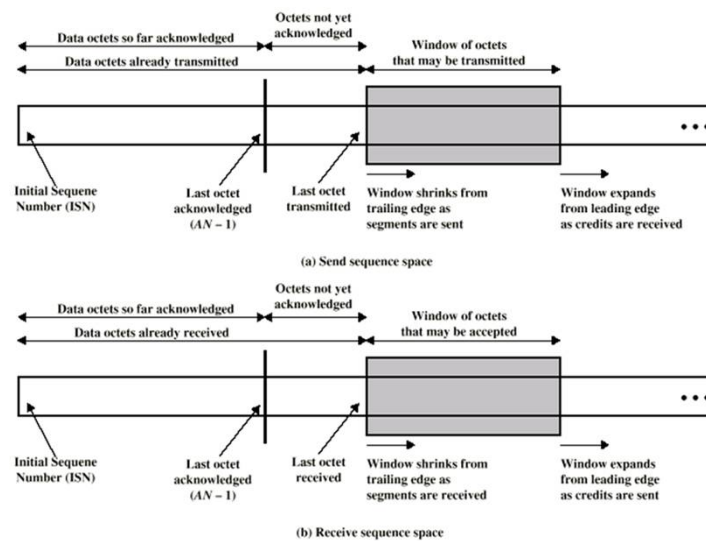 Octets not yet
acknowledged
Data octets so far acknowledged
Data octets already transmitted
Window of octets
that may be transmitted
•••
Initial Sequene
Number (ISN)
Last octet
acknowledged
(AN – 1)
Last octet
transmitted
Window shrinks from
trailing edge as
segments are sent
Window expands
from leading edge
as credits are received
(a) Send sequence space
Octets not yet
acknowledged
Data octets so far acknowledged
Data octets already received
Window of octets
that may be accepted
•••
Initial Sequene
Number (ISN)
Last octet
acknowledged
(AN – 1)
Last octet
received
Window shrinks from
trailing edge as
segments are received
Window expands
from leading edge
as credits are sent
(b) Receive sequence space